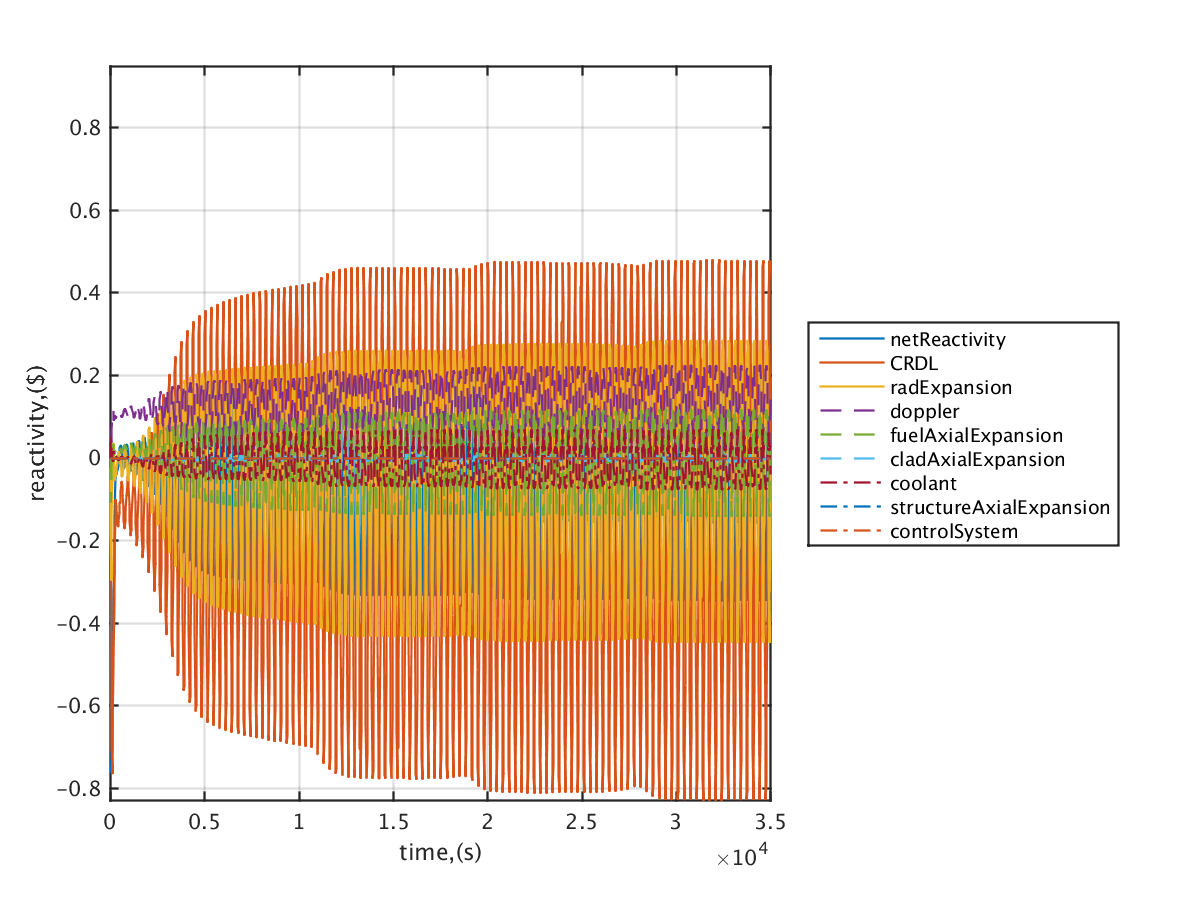 0.8
0.6
0.4
0.2
0
-0.2
-0.4
-0.6
-0.8
reactivity,($)
0 0.5 1 1.5 2 2.5 3 3.5
time,(s)
×10^4
netReactivity
CRDL
radExpansion
doppler
fuelAxialExpansion
cladAxialExpansion
coolant
structureAxialExpansion
controlSystem